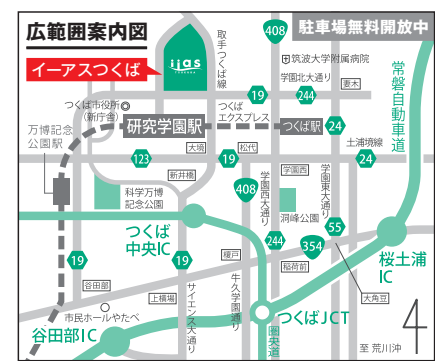 広範囲案内図
駐車場無料開放中
イーアスつくば
iias
TSUKUBA
取手つくば線
408
筑波大学附属病院
学園北大通り
妻木
常磐自動車道
19
244
つくば市役所
(新庁舎)
つくば
エクスプレス
万博記念
公園駅
研究学園駅
つくば駅
24
土浦境線
大境
松代
123
19
24
新井橋
学園西
科学万博
記念公園
408
学園西大通り
学園東大通り
洞峰公園
つくば
中央IC
55
244
354
桜土浦
IC
榎戸
稲荷前
19
19
谷田部
大角豆
上横場
サイエンス大通り
牛久学園通り
市民ホールやたべ
つくばJCT
谷田部IC
圏央道
至 荒川沖
4